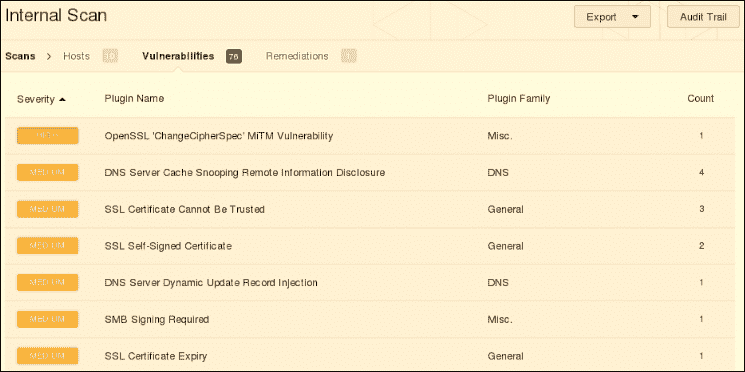 Internal Scan
Export
Audit Trail
Scans
Hosts
Vulnerabilities 76
Remediations
Severity Plugin Name Plugin Family Count
OpenSSL 'ChangeCipherSpec' MiTM Vulnerability Misc. 1
MEDIUM DNS Server Cache Snooping Remote Information Disclosure DNS 4
MEDIUM SSL Certificate Cannot Be Trusted General 3
MEDIUM SSL Self-Signed Certificate General 2
MEDIUM DNS Server Dynamic Update Record Injection DNS 1
MEDIUM SMB Signing Required Misc. 1
MEDIUM SSL Certificate Expiry General 1